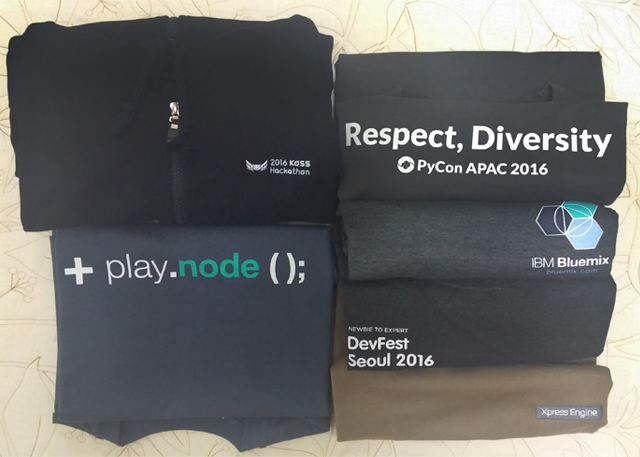 2016 KOSS
Hackathon
+ play.node ();
Respect, Diversity
PyCon APAC 2016
IBM Bluemix
bluemix.com
NEWBIE TO EXPERT
DevFest
Seoul 2016
Xpress Engine